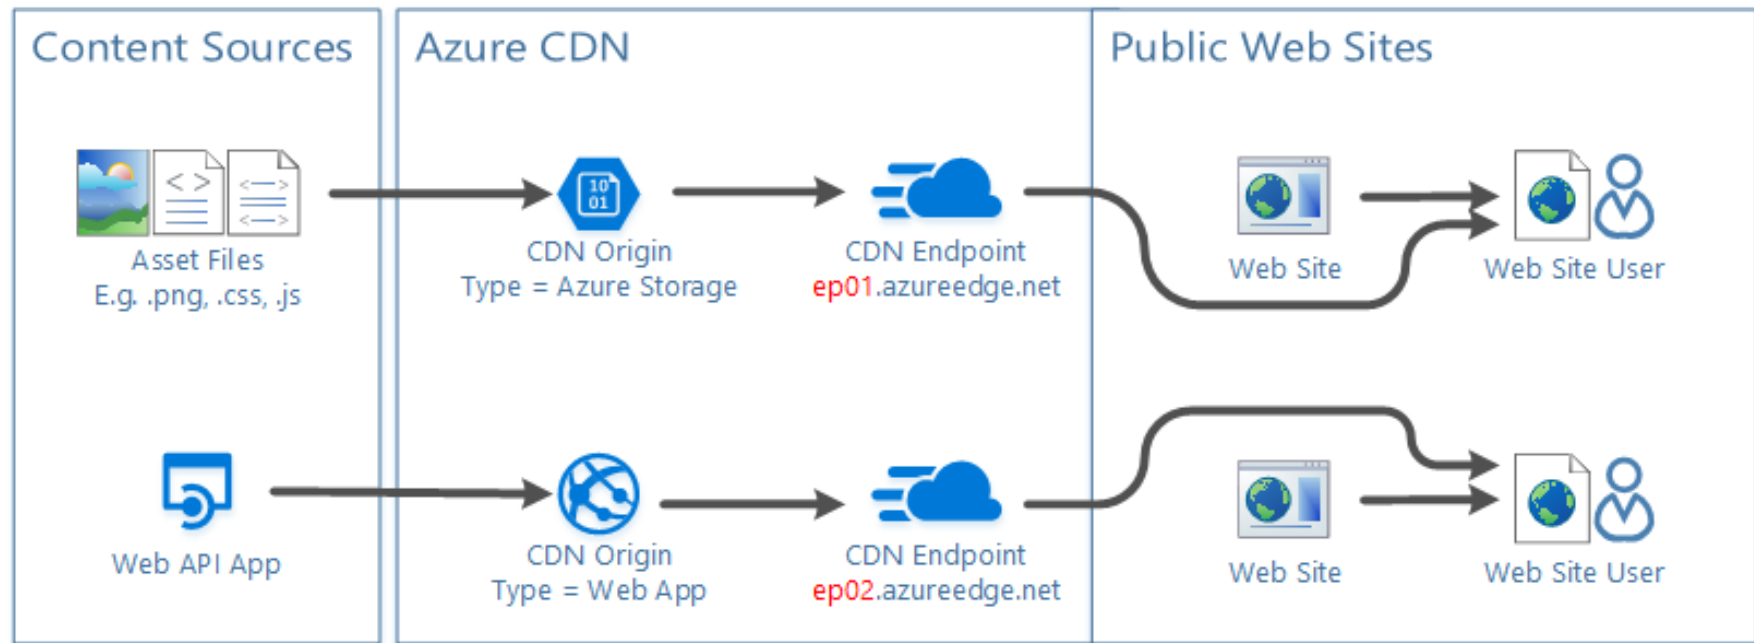 Content Sources
Azure CDN
Public Web Sites
10
01
< >
<—>
<—>
Asset Files
E.g. .png, .css, .js
CDN Origin
Type = Azure Storage
CDN Endpoint
ep01.azureedge.net
Web Site
Web Site User
Web API App
CDN Origin
Type = Web App
CDN Endpoint
ep02.azureedge.net
Web Site
Web Site User